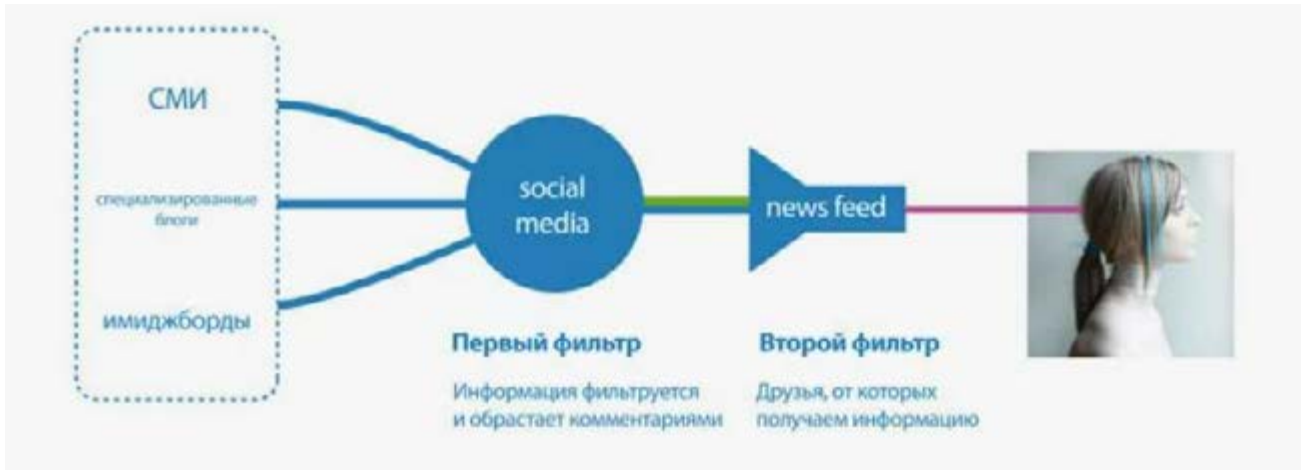 СМИ
специализированные
блоги
имиджборды
social
media
news feed
Первый фильтр
Информация фильтруется
и обрастает комментариями
Второй фильтр
Друзья, от которых
получаем информацию